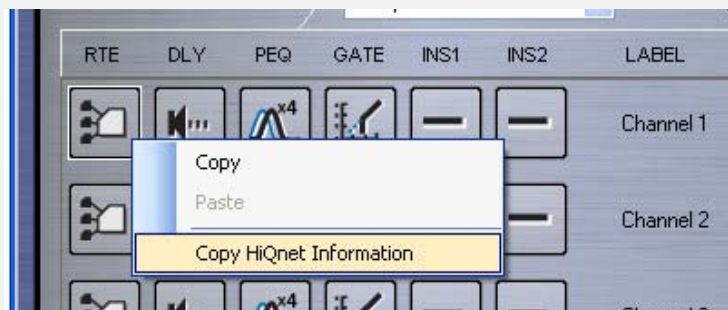 RTE DLY PEQ GATE INS1 INS2 LABEL
x4
Channel 1
Copy
Paste
Channel 2
Copy HiQnet Information
x4